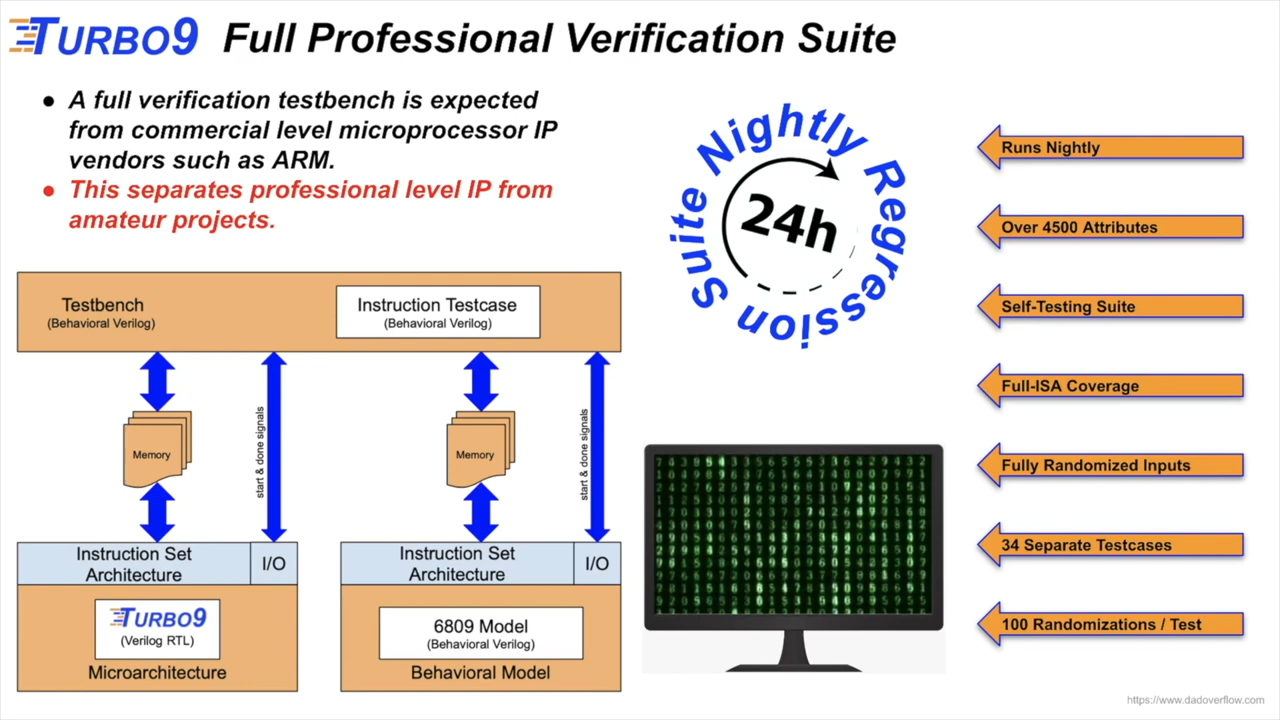 TURBO9 Full Professional Verification Suite
● A full verification testbench is expected
from commercial level microprocessor IP
vendors such as ARM.
● This separates professional level IP from
amateur projects.
Nightly Regression Suite
24h
Runs Nightly
Over 4500 Attributes
Self-Testing Suite
Full-ISA Coverage
Fully Randomized Inputs
34 Separate Testcases
100 Randomizations / Test
Testbench
(Behavioral Verilog)
Instruction Testcase
(Behavioral Verilog)
Memory
start & done signals
Memory
start & done signals
Instruction Set
Architecture
I/O
TURBO9
(Verilog RTL)
Microarchitecture
Instruction Set
Architecture
I/O
6809 Model
(Behavioral Verilog)
Behavioral Model
https://www.dadoverflow.com